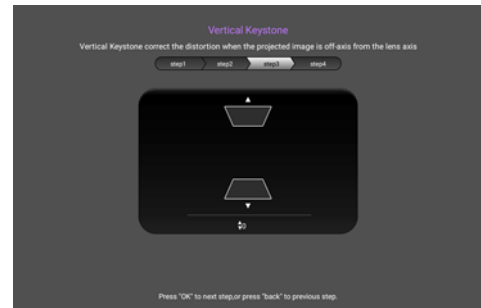 Vertical Keystone
Vertical Keystone correct the distortion when the projected image is off-axis from the lens axis
step1 step2 step3 step4
0
Press "OK" to next step,or press "back" to previous step.